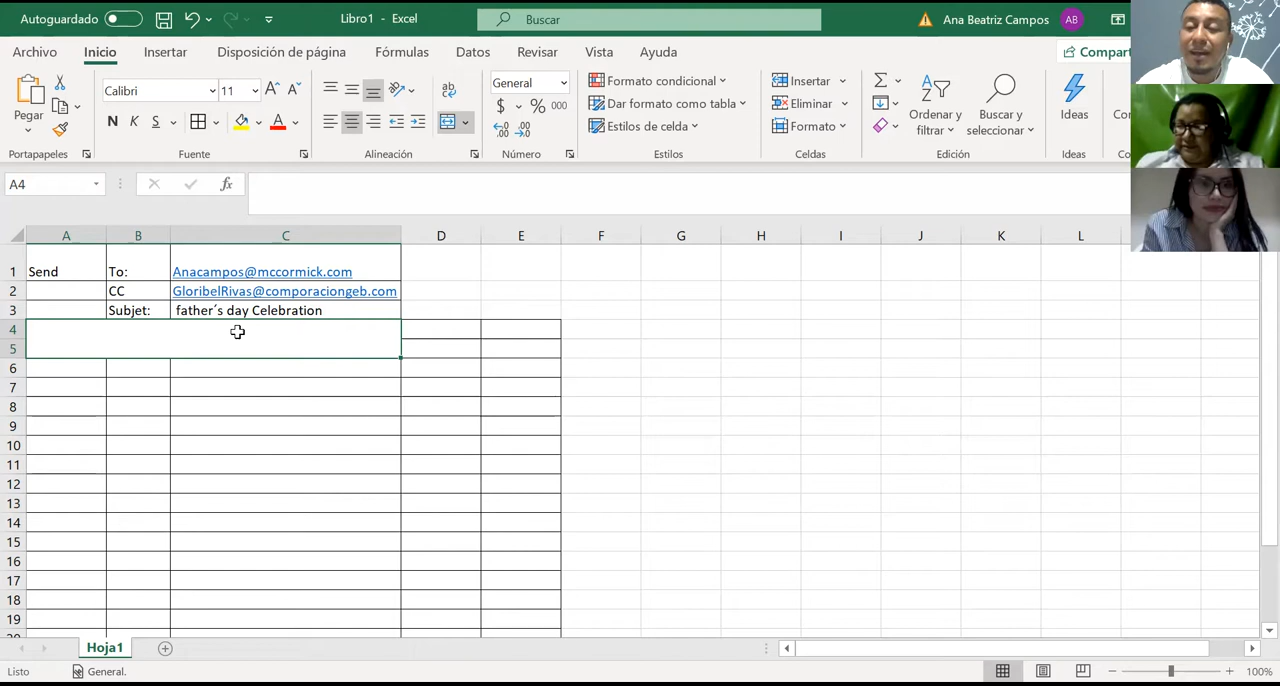 Autoguardado Libro1 - Excel Buscar Ana Beatriz Campos AB
Archivo Inicio Insertar Disposición de página Fórmulas Datos Revisar Vista Ayuda Compart
Pegar
Calibri 11
N K S
A A
ab
General
$ % 000
Formato condicional
Dar formato como tabla
Estilos de celda
Insertar
Eliminar
Formato
Ordenar y filtrar
Buscar y seleccionar
Ideas
Portapapeles Fuente Alineación Número Estilos Celdas Edición Ideas
A4 fx
A B C D E F G H I J K L
1 Send To: Anacampos@mccormick.com
2 CC GloribelRivas@comporaciongeb.com
3 Subjet: father´s day Celebration
4
5
6
7
8
9
10
11
12
13
14
15
16
17
18
19
Hoja1
Listo General. 100%